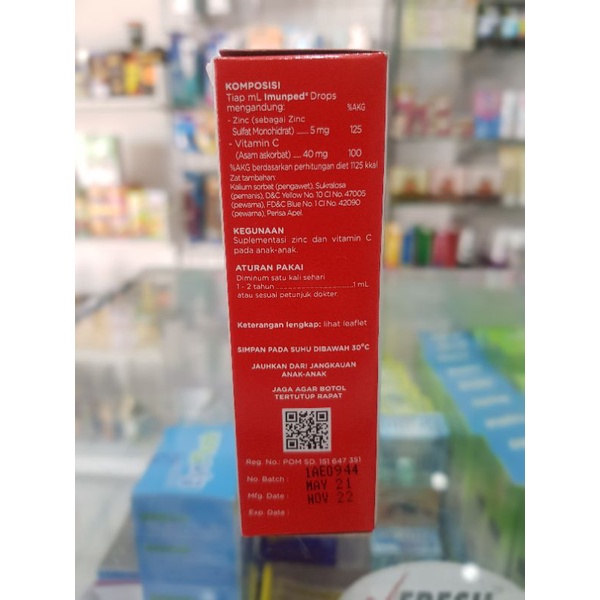 KOMPOSISI
Tiap mL Imunped® Drops
mengandung: %AKG
- Zinc (sebagai Zinc
Sulfat Monohidrat) ...... 5 mg 125
- Vitamin C
(Asam askorbat) .... 40 mg 100
%AKG berdasarkan perhitungan diet 1125 kkal
Zat tambahan:
Kalium sorbat (pengawet), Sukralosa
(pemanis), D&C Yellow No. 10 CI No. 47005
(pewarna), FD&C Blue No. 1 CI No. 42090
(pewarna), Perisa Apel.
KEGUNAAN
Suplementasi zinc dan vitamin C
pada anak-anak.
ATURAN PAKAI
Diminum satu kali sehari
1 - 2 tahun ........................ 1 mL
atau sesuai petunjuk dokter.
Keterangan lengkap: lihat leaflet
SIMPAN PADA SUHU DIBAWAH 30°C
JAUHKAN DARI JANGKAUAN
ANAK-ANAK
JAGA AGAR BOTOL
TERTUTUP RAPAT
Reg. No.: POM SD. 151 647 351
No Batch : IAE0944
Mfg. Date : MAY 21
Exp. Date : NOV 22
FRESH